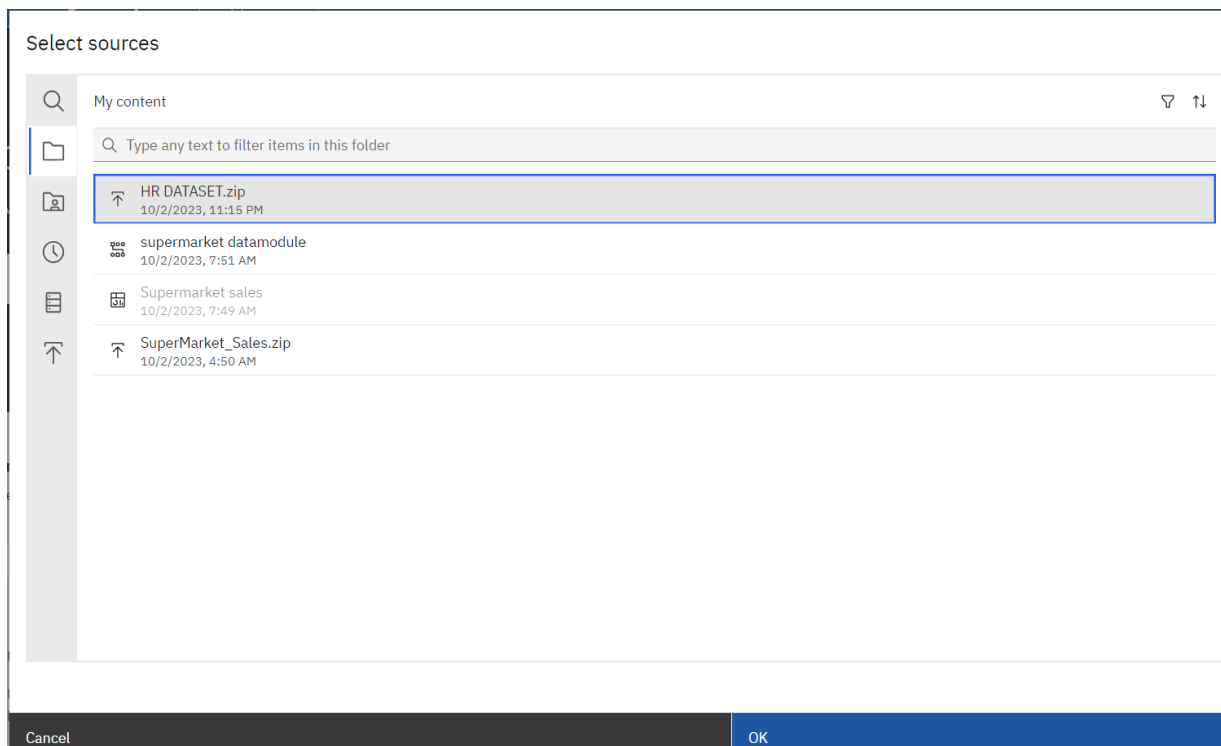 Select sources
My content
Type any text to filter items in this folder
HR DATASET.zip
10/2/2023, 11:15 PM
supermarket datamodule
10/2/2023, 7:51 AM
Supermarket sales
10/2/2023, 7:49 AM
SuperMarket_Sales.zip
10/2/2023, 4:50 AM
Cancel
OK